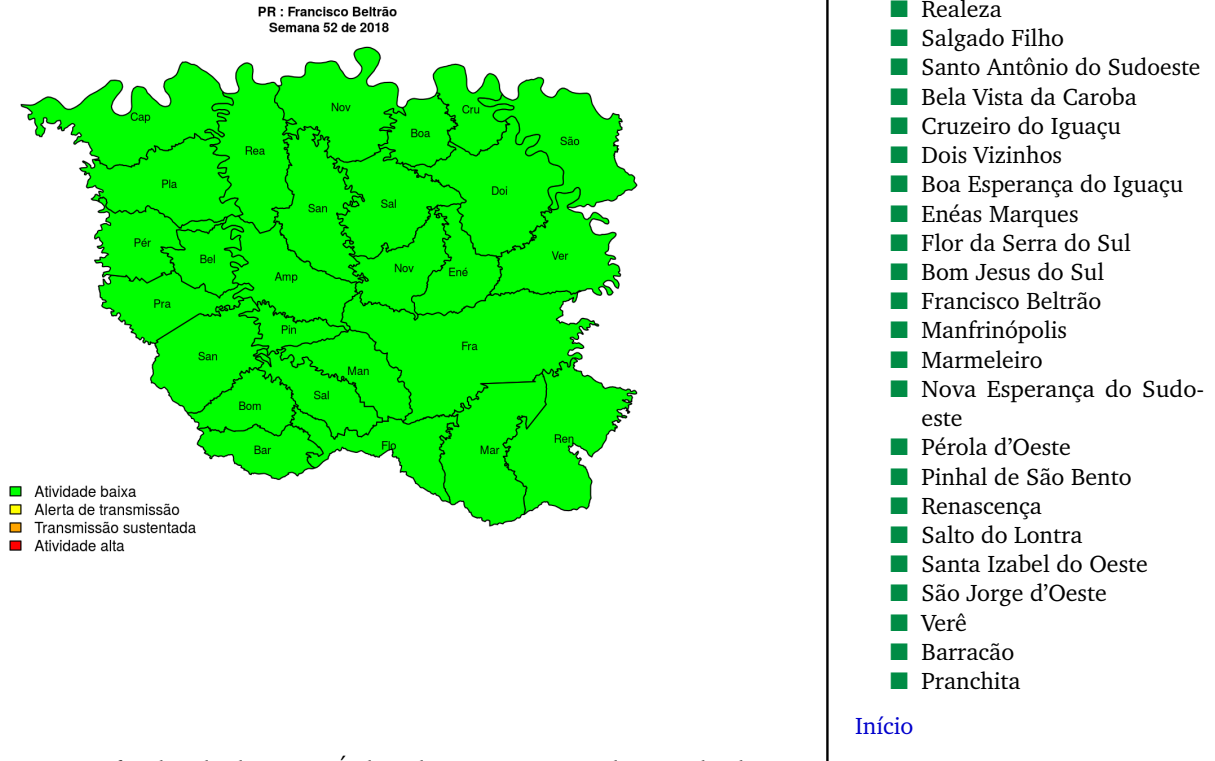 PR : Francisco Beltrão
Semana 52 de 2018
Cap
Nov
Cru
Boa
São
Rea
Pla
San
Sal
Doi
Pér
Bel
Amp
Nov
Ené
Ver
Pra
Pin
Fra
San
Man
Sal
Bom
Bar
Flo
Mar
Ren
Atividade baixa
Alerta de transmissão
Transmissão sustentada
Atividade alta
Realeza
Salgado Filho
Santo Antônio do Sudoeste
Bela Vista da Caroba
Cruzeiro do Iguaçu
Dois Vizinhos
Boa Esperança do Iguaçu
Enéas Marques
Flor da Serra do Sul
Bom Jesus do Sul
Francisco Beltrão
Manfrinópolis
Marmeleiro
Nova Esperança do Sudo-
este
Pérola d'Oeste
Pinhal de São Bento
Renascença
Salto do Lontra
Santa Izabel do Oeste
São Jorge d'Oeste
Verê
Barracão
Pranchita
Início